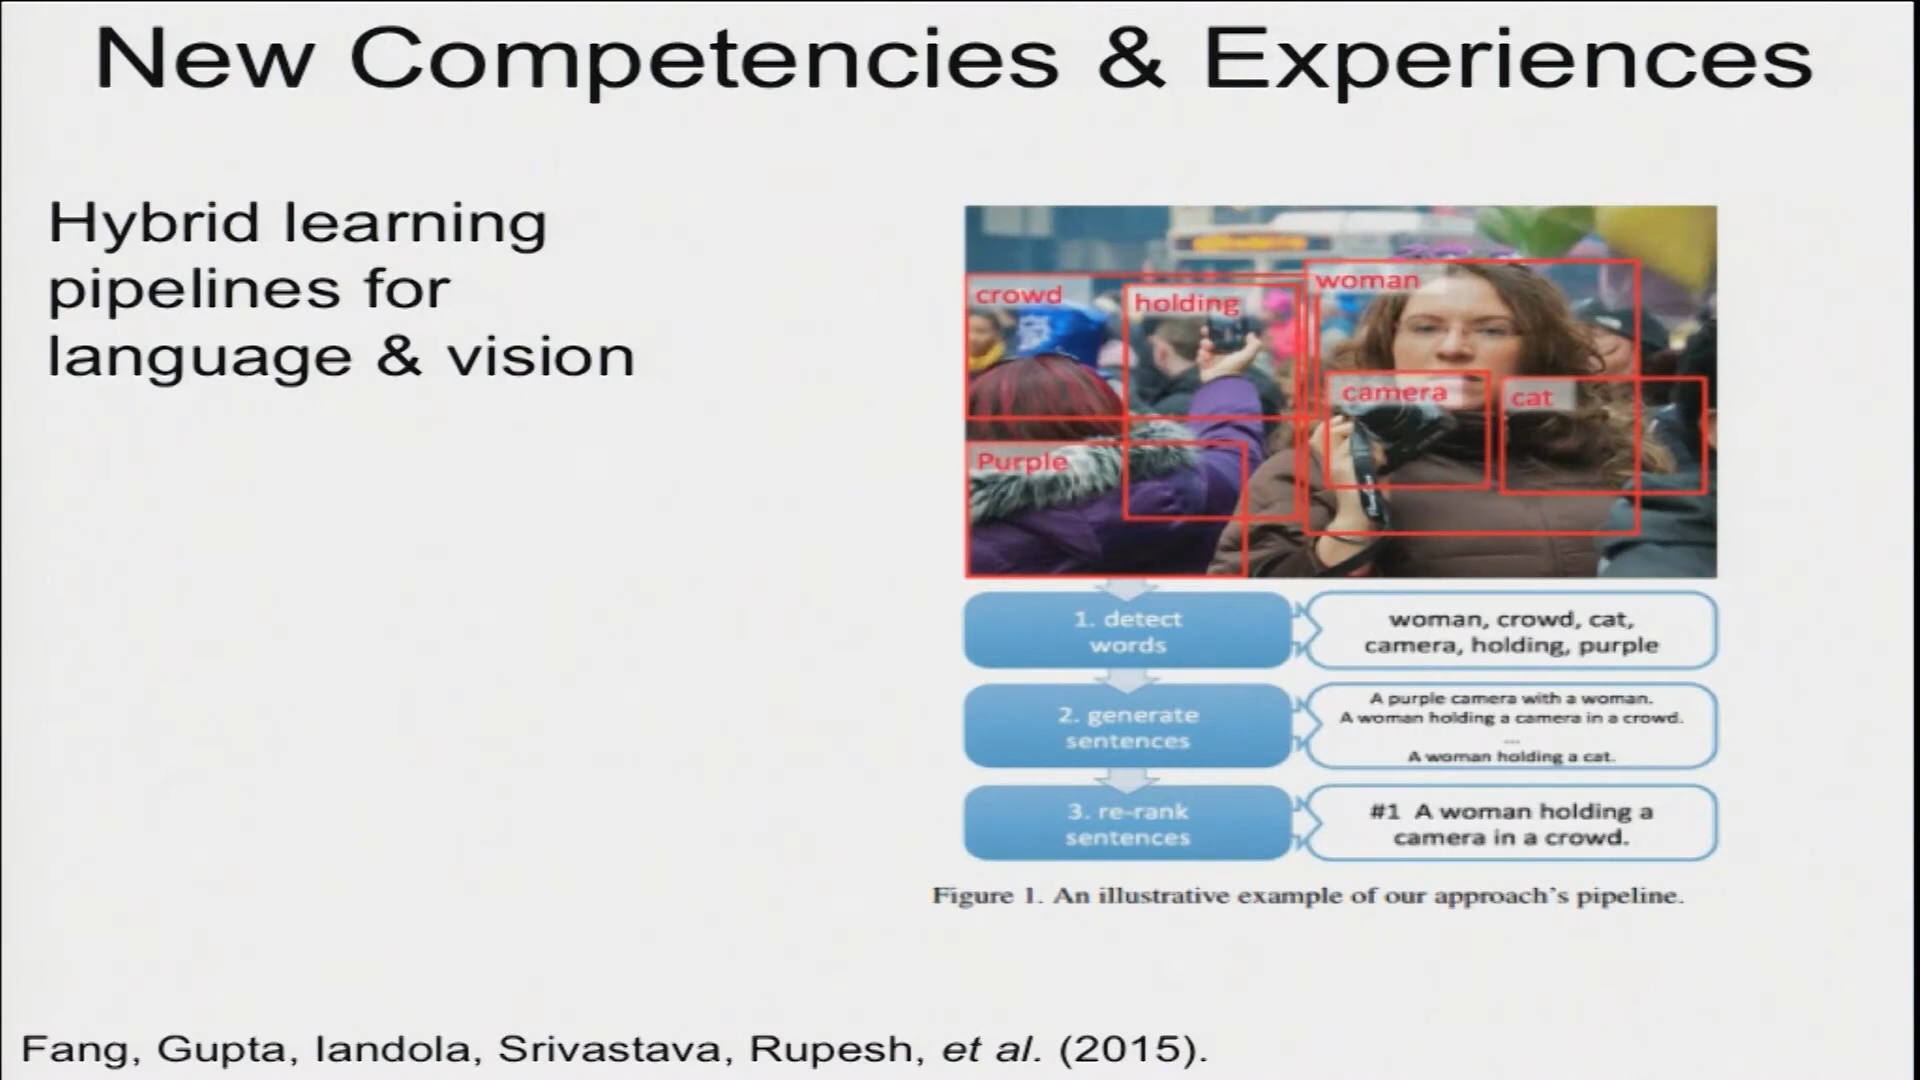 New Competencies & Experiences
Hybrid learning
pipelines for
language & vision
crowd
holding
woman
camera
cat
Purple
1. detect
words
woman, crowd, cat,
camera, holding, purple
2. generate
sentences
A purple camera with a woman.
A woman holding a camera in a crowd.
...
A woman holding a cat.
3. re-rank
sentences
#1 A woman holding a
camera in a crowd.
Figure 1. An illustrative example of our approach's pipeline.
Fang, Gupta, Iandola, Srivastava, Rupesh, et al. (2015).